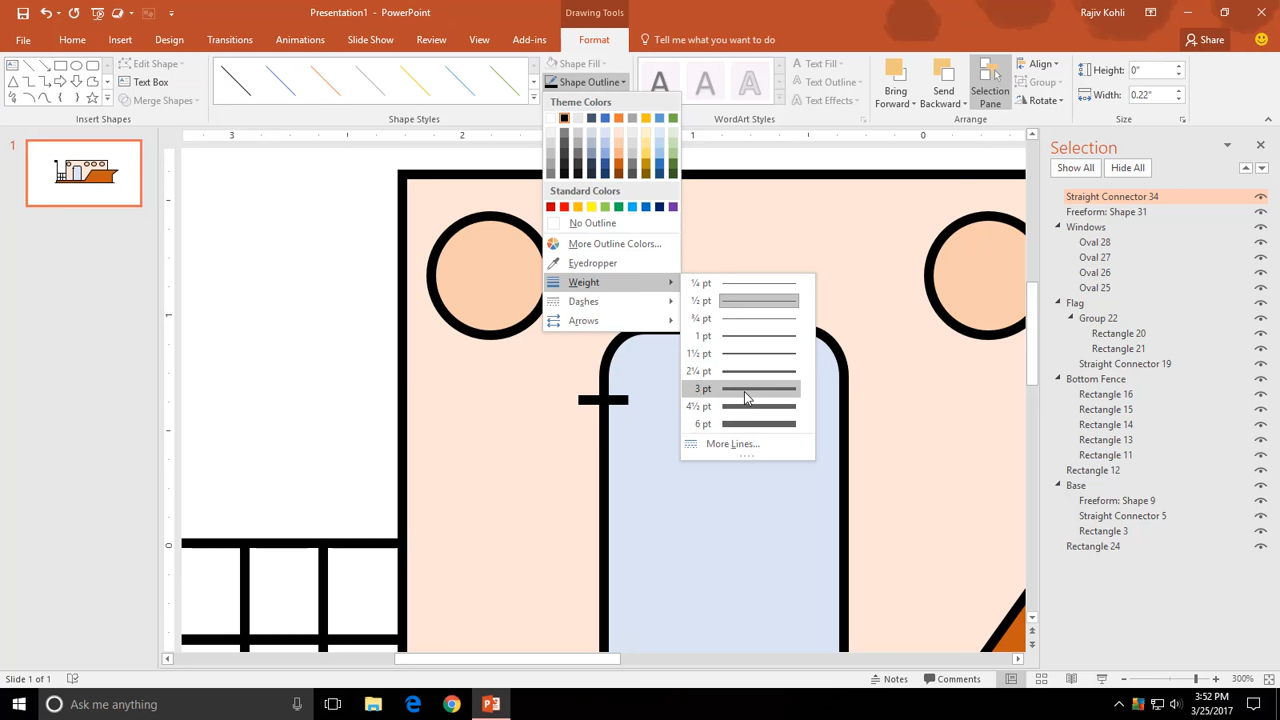 Presentation1 - PowerPoint
Drawing Tools
Rajiv Kohli
File
Home
Insert
Design
Transitions
Animations
Slide Show
Review
View
Add-ins
Format
Tell me what you want to do
Share
Edit Shape
Text Box
Merge Shapes
Insert Shapes
Shape Styles
Shape Fill
Shape Outline
A A A
WordArt Styles
Text Fill
Text Outline
Text Effects
Bring Forward
Send Backward
Selection Pane
Align
Group
Rotate
Arrange
Height: 0"
Width: 0.22"
Size
Theme Colors
Standard Colors
No Outline
More Outline Colors...
Eyedropper
Weight
Dashes
Arrows
¼ pt
½ pt
¾ pt
1 pt
1½ pt
2¼ pt
3 pt
4½ pt
6 pt
More Lines...
1
3 2 1 0
1
0
Selection
Show All
Hide All
Straight Connector 34
Freeform: Shape 31
Windows
Oval 28
Oval 27
Oval 26
Oval 25
Flag
Group 22
Rectangle 20
Rectangle 21
Straight Connector 19
Bottom Fence
Rectangle 16
Rectangle 15
Rectangle 14
Rectangle 13
Rectangle 11
Rectangle 12
Base
Freeform: Shape 9
Straight Connector 5
Rectangle 3
Rectangle 24
Slide 1 of 1
Notes
Comments
300%
Ask me anything
3:52 PM
3/25/2017